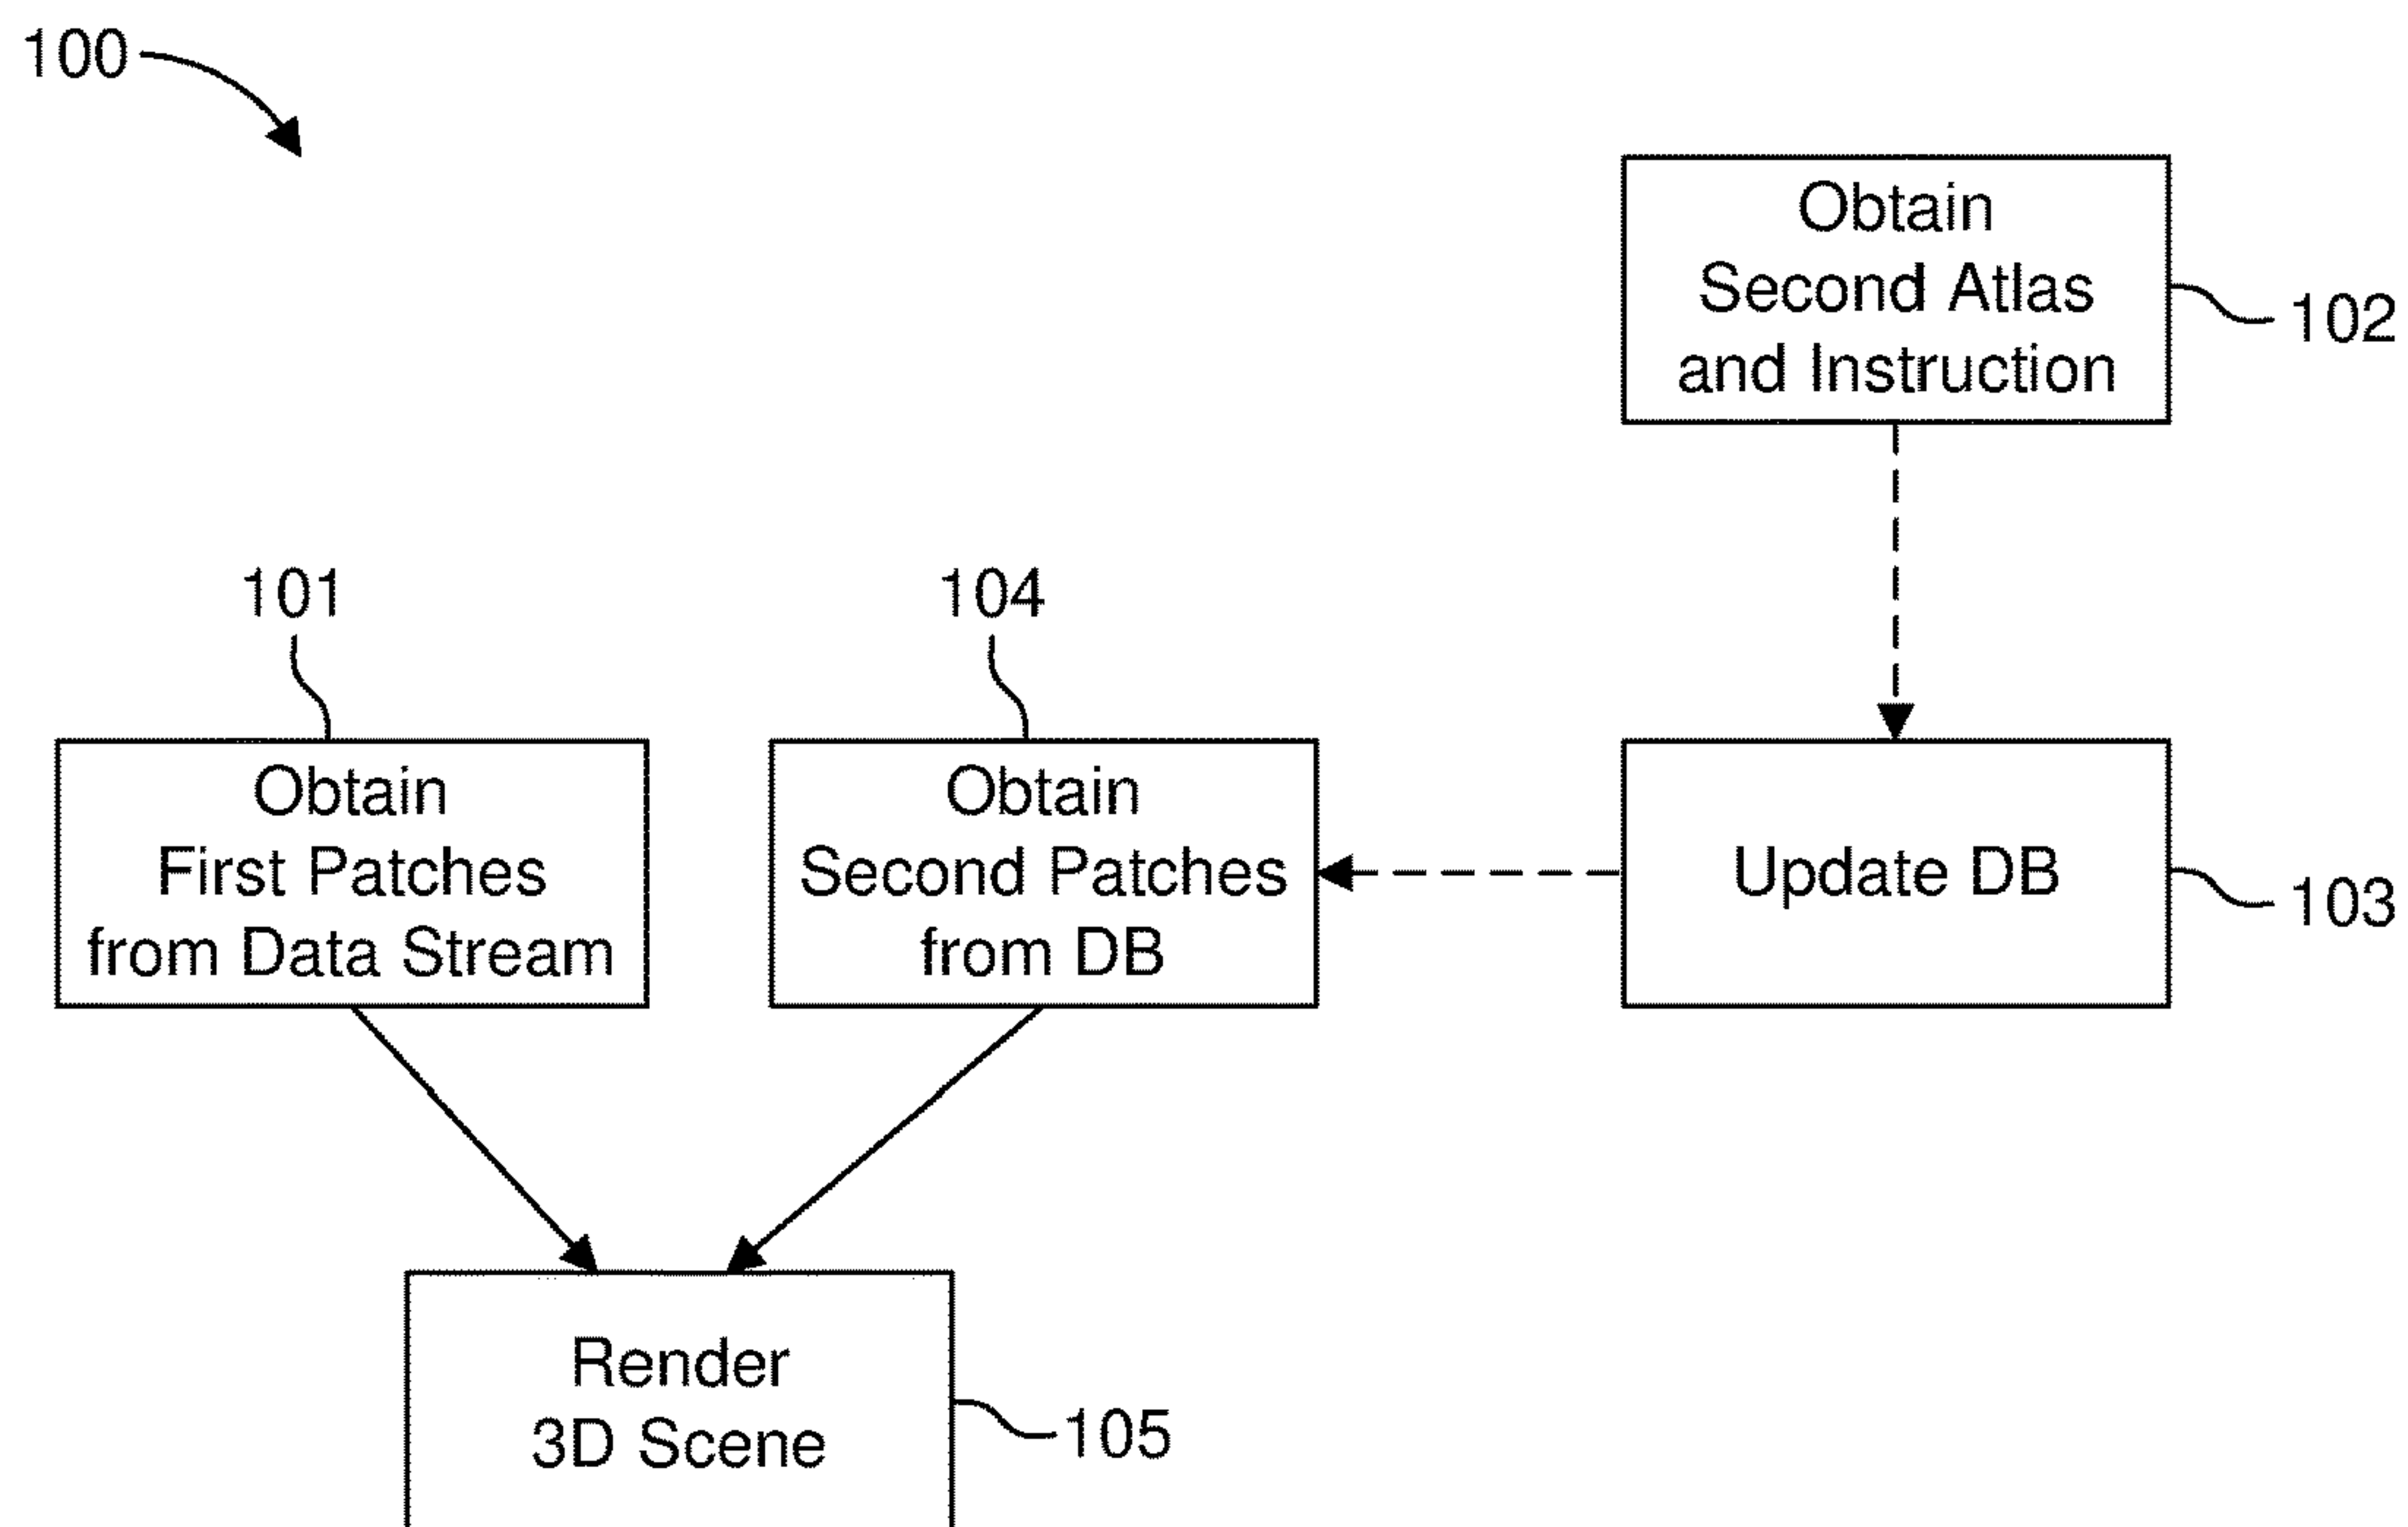 100
Obtain
Second Atlas
and Instruction
102
101
104
Obtain
First Patches
from Data Stream
Obtain
Second Patches
from DB
Update DB
103
Render
3D Scene
105